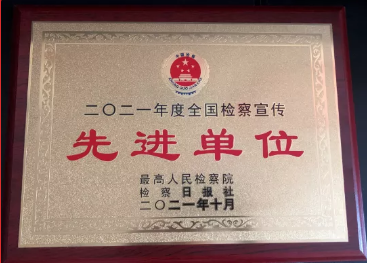 二〇二一年度全国检察宣传
先进单位
最高人民检察院
检察日报社
二〇二一年十月